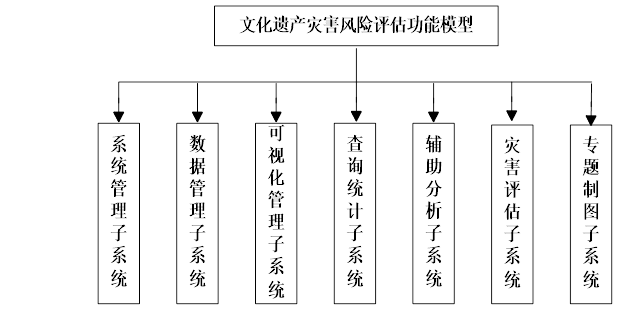 文化遗产灾害风险评估功能模型
系统管理子系统
数据管理子系统
可视化管理子系统
查询统计子系统
辅助分析子系统
灾害评估子系统
专题制图子系统